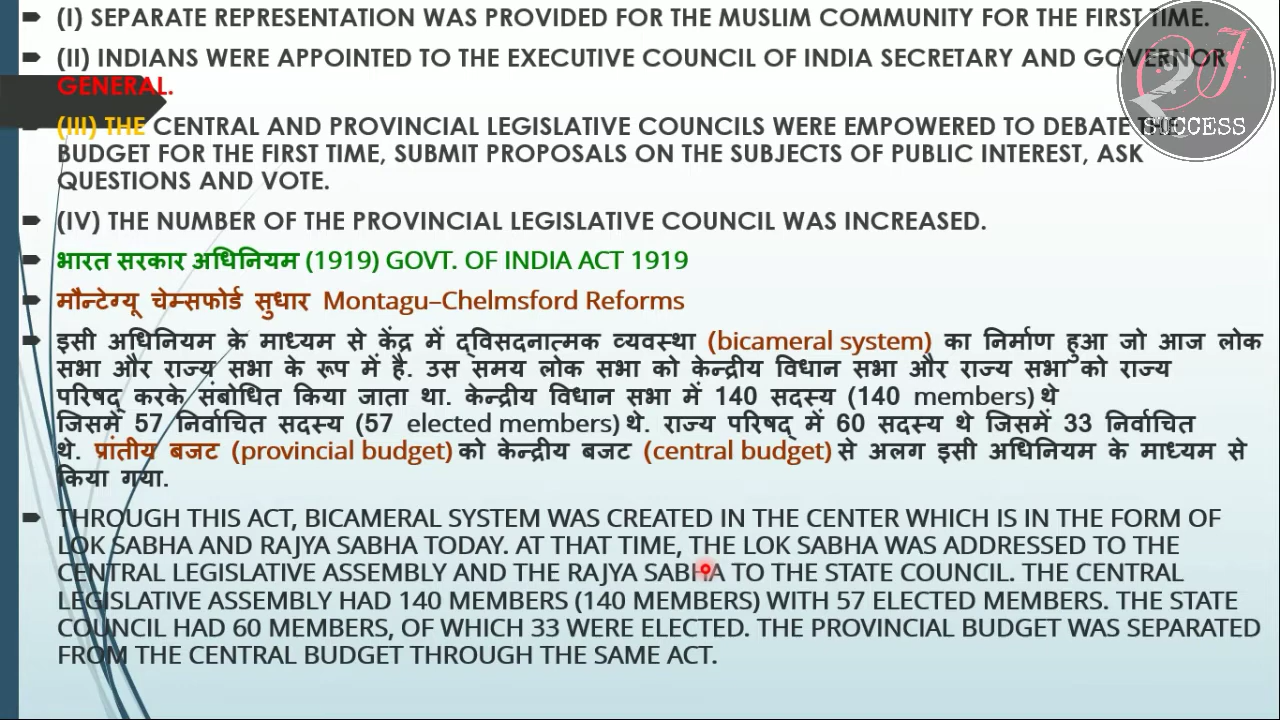 (I) SEPARATE REPRESENTATION WAS PROVIDED FOR THE MUSLIM COMMUNITY FOR THE FIRST TIME.
(II) INDIANS WERE APPOINTED TO THE EXECUTIVE COUNCIL OF INDIA SECRETARY AND GOVERNOR
GENERAL.
(III) THE CENTRAL AND PROVINCIAL LEGISLATIVE COUNCILS WERE EMPOWERED TO DEBATE THE
BUDGET FOR THE FIRST TIME, SUBMIT PROPOSALS ON THE SUBJECTS OF PUBLIC INTEREST, ASK
QUESTIONS AND VOTE.
SUCCESS
(IV) THE NUMBER OF THE PROVINCIAL LEGISLATIVE COUNCIL WAS INCREASED.
भारत सरकार अधिनियम (1919) GOVT. OF INDIA ACT 1919
मौन्टेग्यू चेम्सफोर्ड सुधार Montagu–Chelmsford Reforms
इसी अधिनियम के माध्यम से केंद्र में द्विसदनात्मक व्यवस्था (bicameral system) का निर्माण हुआ जो आज लोक
सभा और राज्य सभा के रूप में है. उस समय लोक सभा को केन्द्रीय विधान सभा और राज्य सभा को राज्य
परिषद् करके संबोधित किया जाता था. केन्द्रीय विधान सभा में 140 सदस्य (140 members) थे
जिसमें 57 निर्वाचित सदस्य (57 elected members) थे. राज्य परिषद् में 60 सदस्य थे जिसमें 33 निर्वाचित
थे. प्रांतीय बजट (provincial budget) को केन्द्रीय बजट (central budget) से अलग इसी अधिनियम के माध्यम से
किया गया.
THROUGH THIS ACT, BICAMERAL SYSTEM WAS CREATED IN THE CENTER WHICH IS IN THE FORM OF
LOK SABHA AND RAJYA SABHA TODAY. AT THAT TIME, THE LOK SABHA WAS ADDRESSED TO THE
CENTRAL LEGISLATIVE ASSEMBLY AND THE RAJYA SABHA TO THE STATE COUNCIL. THE CENTRAL
LEGISLATIVE ASSEMBLY HAD 140 MEMBERS (140 MEMBERS) WITH 57 ELECTED MEMBERS. THE STATE
COUNCIL HAD 60 MEMBERS, OF WHICH 33 WERE ELECTED. THE PROVINCIAL BUDGET WAS SEPARATED
FROM THE CENTRAL BUDGET THROUGH THE SAME ACT.